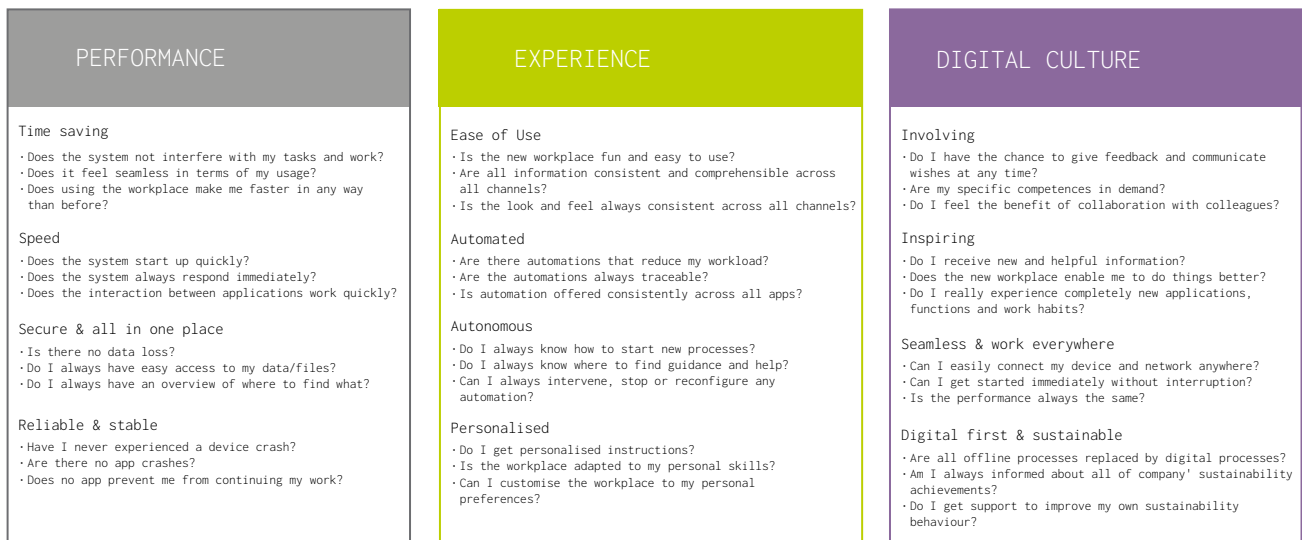 PERFORMANCE
Time saving
· Does the system not interfere with my tasks and work?
· Does it feel seamless in terms of my usage?
· Does using the workplace make me faster in any way
than before?
Speed
· Does the system start up quickly?
· Does the system always respond immediately?
· Does the interaction between applications work quickly?
Secure & all in one place
· Is there no data loss?
· Do I always have easy access to my data/files?
· Do I always have an overview of where to find what?
Reliable & stable
· Have I never experienced a device crash?
· Are there no app crashes?
· Does no app prevent me from continuing my work?
EXPERIENCE
Ease of Use
· Is the new workplace fun and easy to use?
· Are all information consistent and comprehensible across
all channels?
· Is the look and feel always consistent across all channels?
Automated
· Are there automations that reduce my workload?
· Are the automations always traceable?
· Is automation offered consistently across all apps?
Autonomous
· Do I always know how to start new processes?
· Do I always know where to find guidance and help?
· Can I always intervene, stop or reconfigure any
automation?
Personalised
· Do I get personalised instructions?
· Is the workplace adapted to my personal skills?
· Can I customise the workplace to my personal
preferences?
DIGITAL CULTURE
Involving
· Do I have the chance to give feedback and communicate
wishes at any time?
· Are my specific competences in demand?
· Do I feel the benefit of collaboration with colleagues?
Inspiring
· Do I receive new and helpful information?
· Does the new workplace enable me to do things better?
· Do I really experience completely new applications,
functions and work habits?
Seamless & work everywhere
· Can I easily connect my device and network anywhere?
· Can I get started immediately without interruption?
· Is the performance always the same?
Digital first & sustainable
· Are all offline processes replaced by digital processes?
· Am I always informed about all of company' sustainability
achievements?
· Do I get support to improve my own sustainability
behaviour?